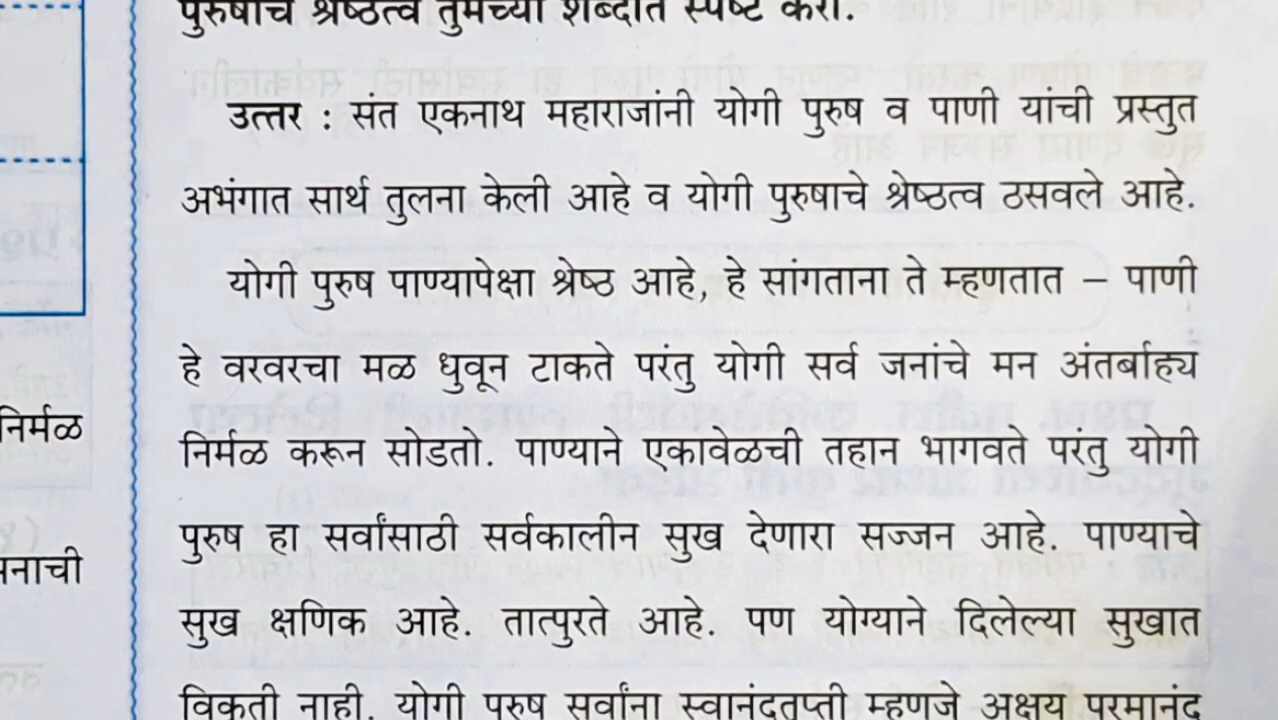 पुरुषाचे श्रेष्ठत्व तुमच्या शब्दांत स्पष्ट करा.
उत्तर : संत एकनाथ महाराजांनी योगी पुरुष व पाणी यांची प्रस्तुत
अभंगात सार्थ तुलना केली आहे व योगी पुरुषाचे श्रेष्ठत्व ठसवले आहे.
योगी पुरुष पाण्यापेक्षा श्रेष्ठ आहे, हे सांगताना ते म्हणतात – पाणी
हे वरवरचा मळ धुवून टाकते परंतु योगी सर्व जनांचे मन अंतर्बाह्य
निर्मळ करून सोडतो. पाण्याने एकावेळची तहान भागवते परंतु योगी
पुरुष हा सर्वांसाठी सर्वकालीन सुख देणारा सज्जन आहे. पाण्याचे
सुख क्षणिक आहे. तात्पुरते आहे. पण योग्याने दिलेल्या सुखात
विकृती नाही. योगी पुरुष सर्वांना स्वानंदतृप्ती म्हणजे अक्षय परमानंद
निर्मळ